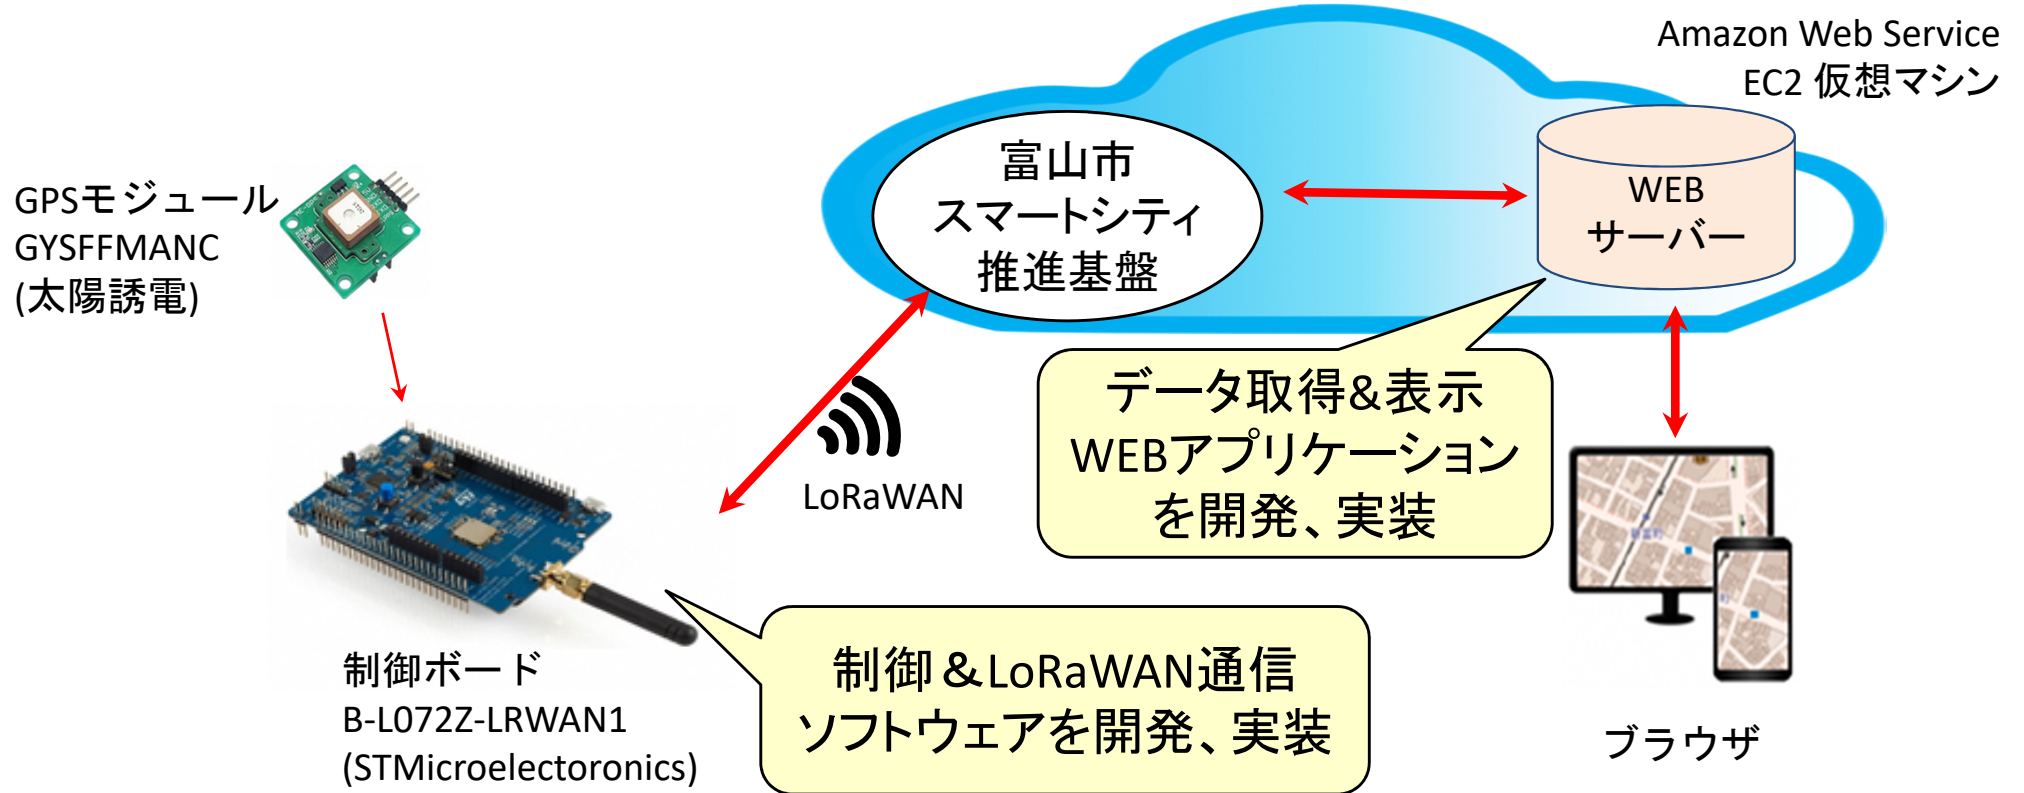 Amazon Web Service
EC2 仮想マシン
富山市
スマートシティ
推進基盤
WEB
サーバー
GPSモジュール
GYSFFMANC
(太陽誘電)
データ取得&表示
WEBアプリケーション
を開発、実装
LoRaWAN
制御ボード
B-L072Z-LRWAN1
(STMicroelectoronics)
制御&LoRaWAN通信
ソフトウェアを開発、実装
ブラウザ